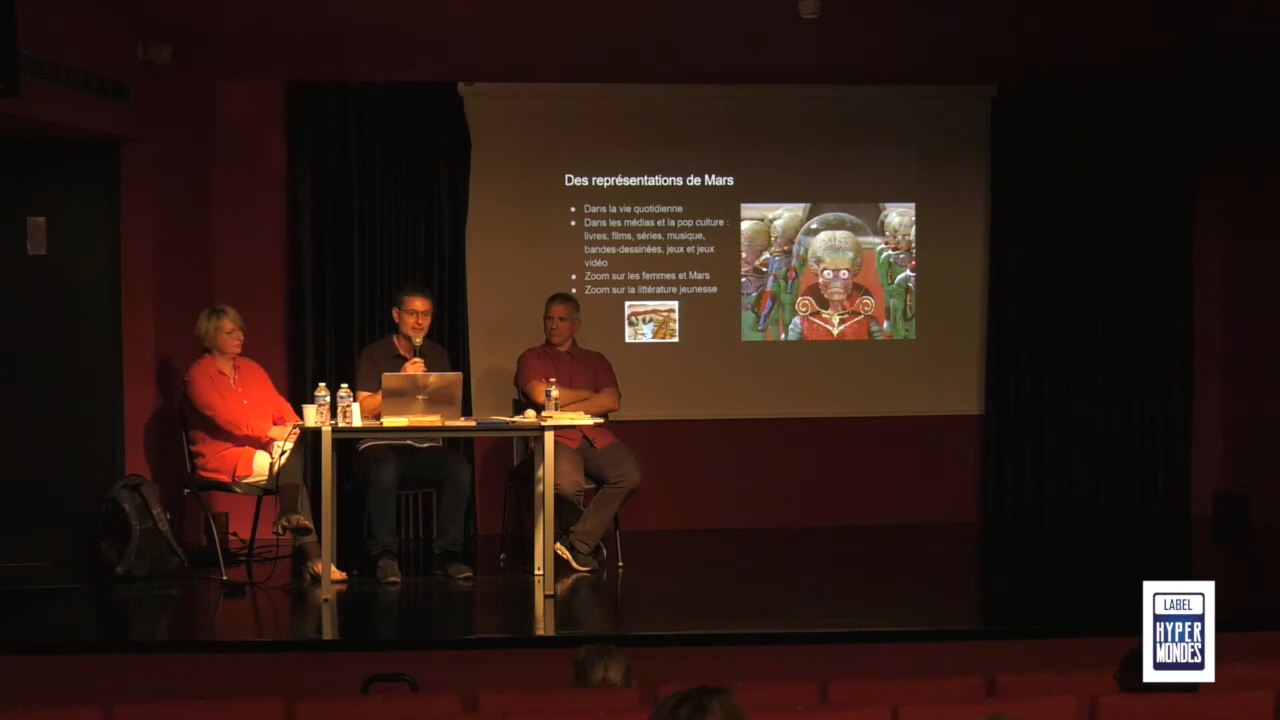 Des représentations de Mars
● Dans la vie quotidienne
● Dans les médias et la pop culture :
livres, films, séries, musique,
bandes-dessinées, jeux et jeux
vidéo
● Zoom sur les femmes et Mars
● Zoom sur la littérature jeunesse
LABEL
HYPER
MONDES